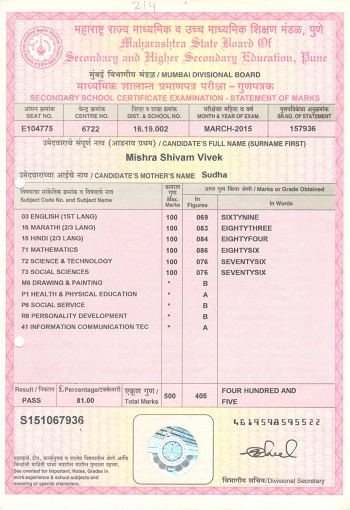 2/4
महाराष्ट्र राज्य माध्यमिक व उच्च माध्यमिक शिक्षण मंडळ, पुणे
Maharashtra State Board Of
Secondary and Higher Secondary Education, Pune
मुंबई विभागीय मंडळ / MUMBAI DIVISIONAL BOARD
माध्यमिक शालान्त प्रमाणपत्र परीक्षा - गुणपत्रक
SECONDARY SCHOOL CERTIFICATE EXAMINATION - STATEMENT OF MARKS
आसन क्रमांक केंद्र क्रमांक जिल्हा व शाळा क्रमांक परीक्षेचा महिना व वर्ष गुणपत्रिकेचा अनुक्रमांक
SEAT NO. CENTRE NO. DIST. & SCHOOL NO. MONTH & YEAR OF EXAM. SR.NO. OF STATEMENT
E104775 6722 16.19.002 MARCH-2015 157936
उमेदवाराचे संपूर्ण नाव (आडनाव प्रथम) / CANDIDATE'S FULL NAME (SURNAME FIRST)
Mishra Shivam Vivek
उमेदवाराच्या आईचे नाव / CANDIDATE'S MOTHER'S NAME Sudha
विषयाचा सांकेतिक क्रमांक व विषयाचे नाव
Subject Code No. and Subject Name
कमाल गुण Max. Marks
प्राप्त गुण किंवा श्रेणी / Marks or Grade Obtained
In Figures In Words
03 ENGLISH (1ST LANG) 100 069 SIXTYNINE
16 MARATHI (2/3 LANG) 100 083 EIGHTYTHREE
15 HINDI (2/3 LANG) 100 084 EIGHTYFOUR
71 MATHEMATICS 100 086 EIGHTYSIX
72 SCIENCE & TECHNOLOGY 100 076 SEVENTYSIX
73 SOCIAL SCIENCES 100 076 SEVENTYSIX
M6 DRAWING & PAINTING * B
P1 HEALTH & PHYSICAL EDUCATION * A
P6 SOCIAL SERVICE * B
R6 PERSONALITY DEVELOPMENT * B
41 INFORMATION COMMUNICATION TEC * A
Result / निकाल £ Percentage/टक्केवारी एकूण गुण / Total Marks 500 405 FOUR HUNDRED AND
PASS 81.00 FIVE
S151067936
4619598595522
See overleaf for important, Notes, Grades in
work experience & school subjects and
meaning of special characters.
विभागीय सचिव/Divisional Secretary